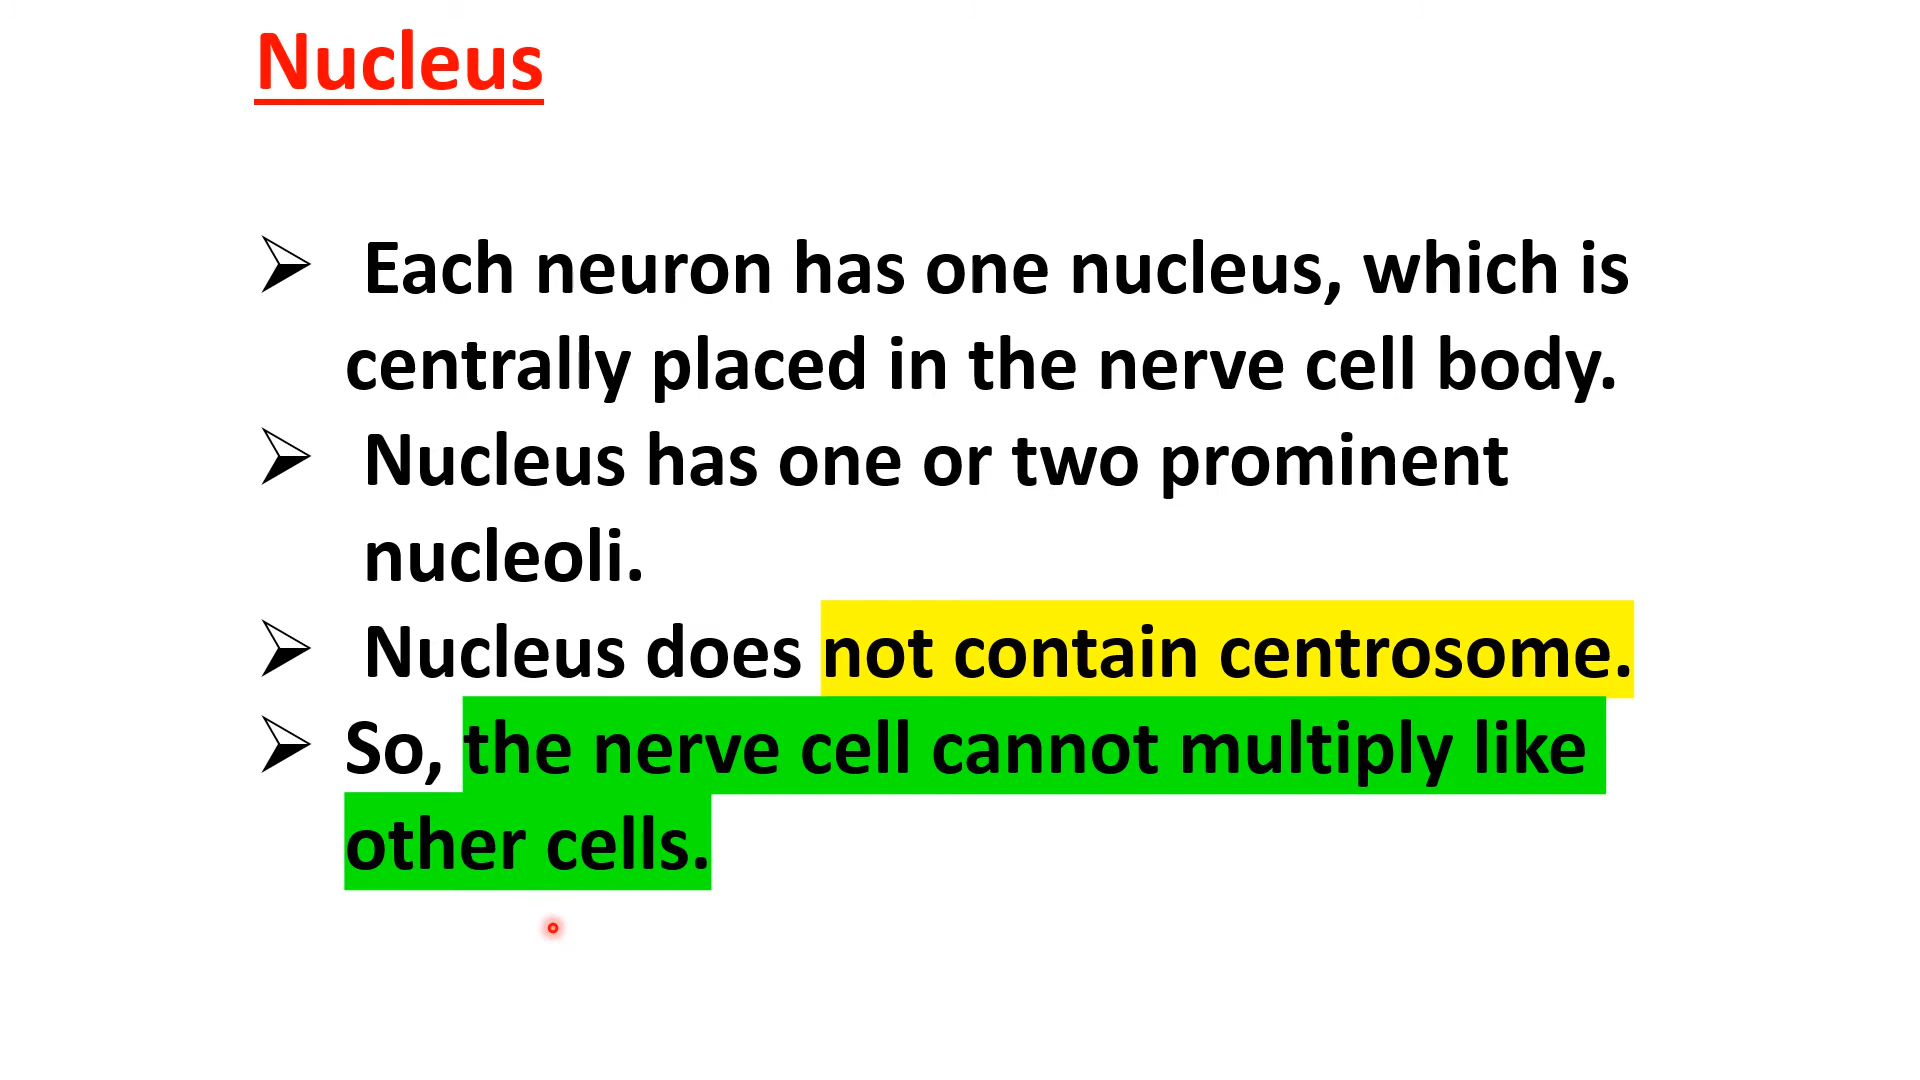 Nucleus
Each neuron has one nucleus, which is
centrally placed in the nerve cell body.
Nucleus has one or two prominent
nucleoli.
Nucleus does not contain centrosome.
So, the nerve cell cannot multiply like
other cells.